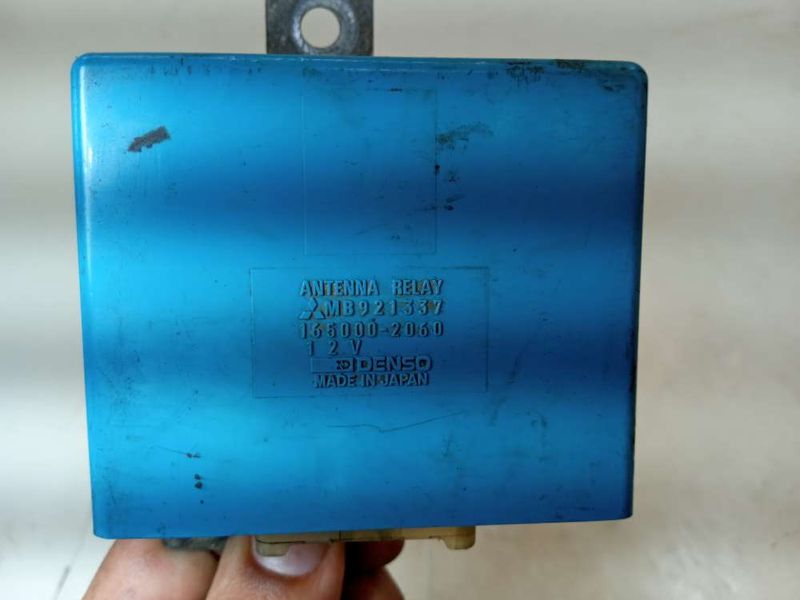 ANTENNA RELAY
MB921337
165000-2060
12V
DENSO
MADE IN JAPAN